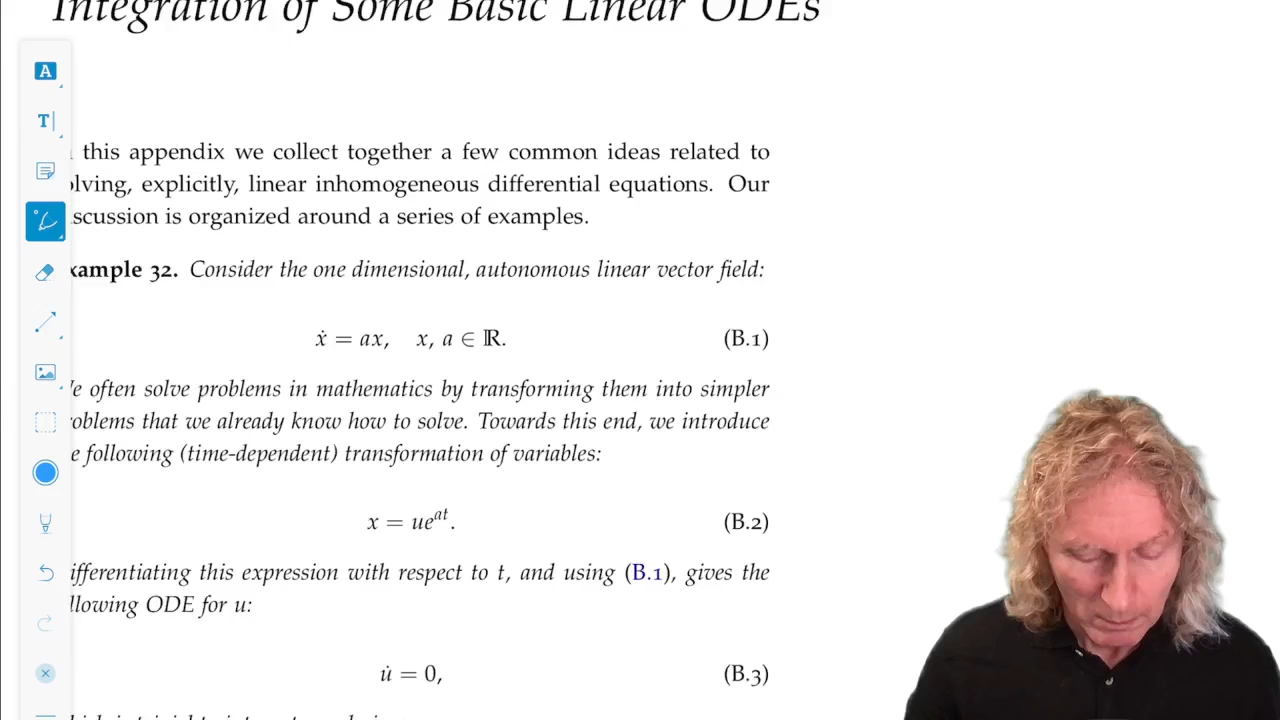 Integration of Some Basic Linear ODEs
this appendix we collect together a few common ideas related to
olving, explicitly, linear inhomogeneous differential equations. Our
scussion is organized around a series of examples.
xample 32. Consider the one dimensional, autonomous linear vector field:
ẋ = ax, x, a ∈ ℝ. (B.1)
e often solve problems in mathematics by transforming them into simpler
roblems that we already know how to solve. Towards this end, we introduce
e following (time-dependent) transformation of variables:
x = ue^{at}. (B.2)
ifferentiating this expression with respect to t, and using (B.1), gives the
llowing ODE for u:
u̇ = 0, (B.3)